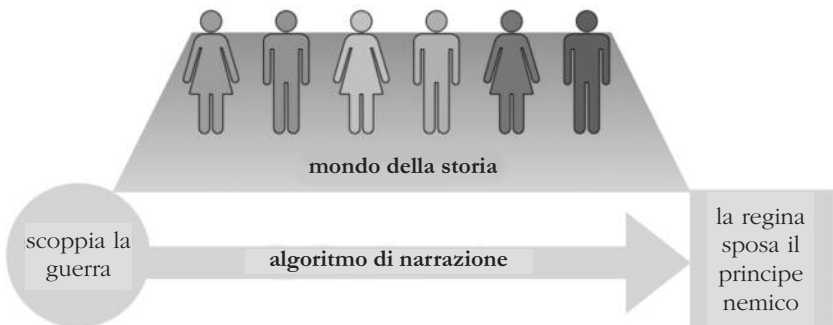 mondo della storia
scoppia la
guerra
algoritmo di narrazione
la regina
sposa il
principe
nemico